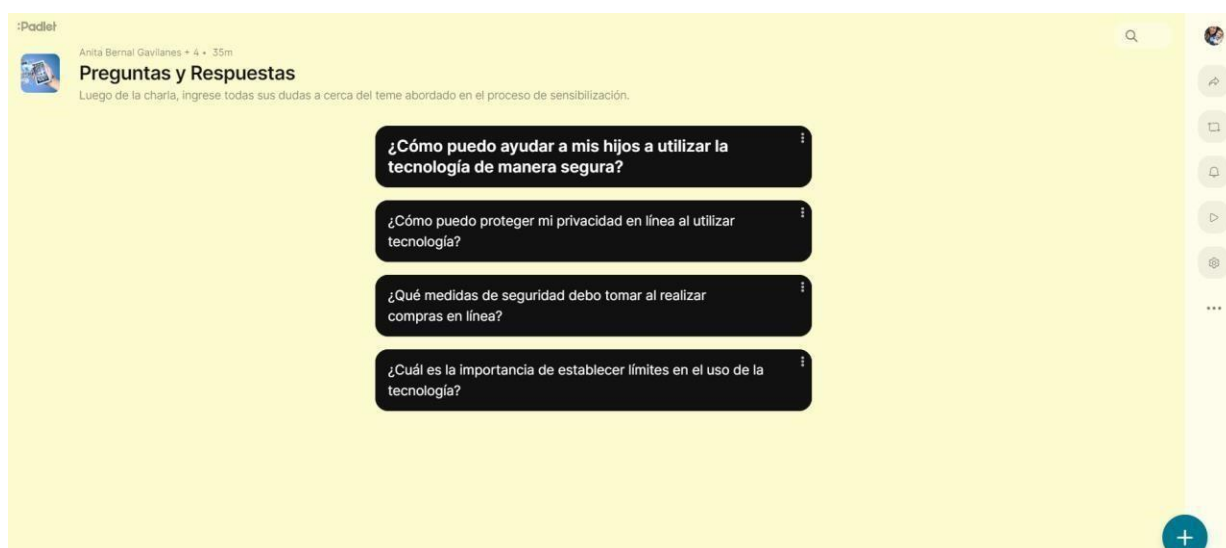 :Padlet
Anita Bernal Gavilanes + 4 • 35m
Preguntas y Respuestas
Luego de la charla, ingrese todas sus dudas a cerca del teme abordado en el proceso de sensibilización.
¿Cómo puedo ayudar a mis hijos a utilizar la
tecnología de manera segura?
¿Cómo puedo proteger mi privacidad en línea al utilizar
tecnología?
¿Qué medidas de seguridad debo tomar al realizar
compras en línea?
¿Cuál es la importancia de establecer límites en el uso de la
tecnología?